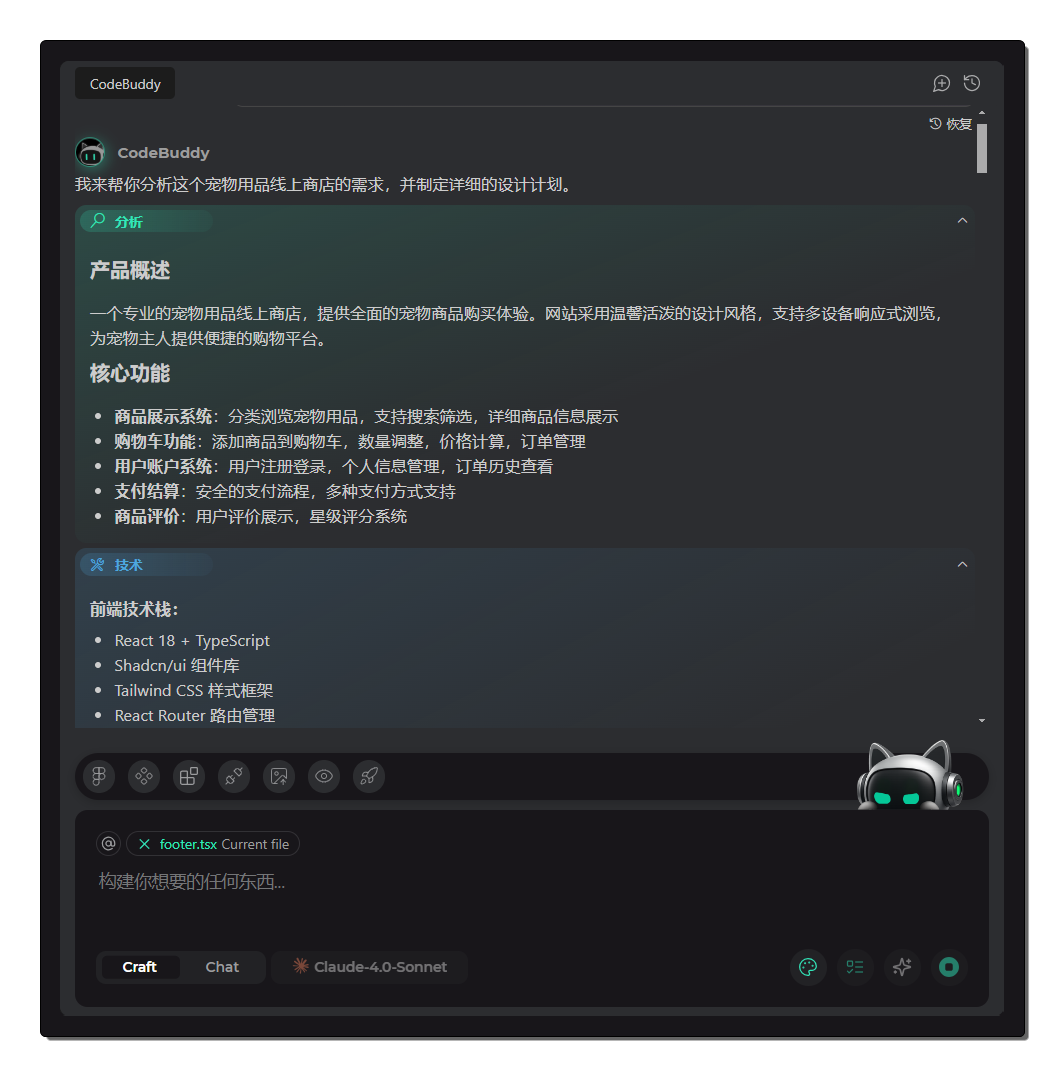 CodeBuddy
恢复
CodeBuddy
我来帮你分析这个宠物用品线上商店的需求，并制定详细的设计计划。
分析
产品概述
一个专业的宠物用品线上商店，提供全面的宠物商品购买体验。网站采用温馨活泼的设计风格，支持多设备响应式浏览，
为宠物主人提供便捷的购物平台。
核心功能
• 商品展示系统：分类浏览宠物用品，支持搜索筛选，详细商品信息展示
• 购物车功能：添加商品到购物车，数量调整，价格计算，订单管理
• 用户账户系统：用户注册登录，个人信息管理，订单历史查看
• 支付结算：安全的支付流程，多种支付方式支持
• 商品评价：用户评价展示，星级评分系统
技术
前端技术栈：
• React 18 + TypeScript
• Shadcn/ui 组件库
• Tailwind CSS 样式框架
• React Router 路由管理
@ footer.tsx Current file
构建你想要的任何东西...
Craft Chat Claude-4.0-Sonnet